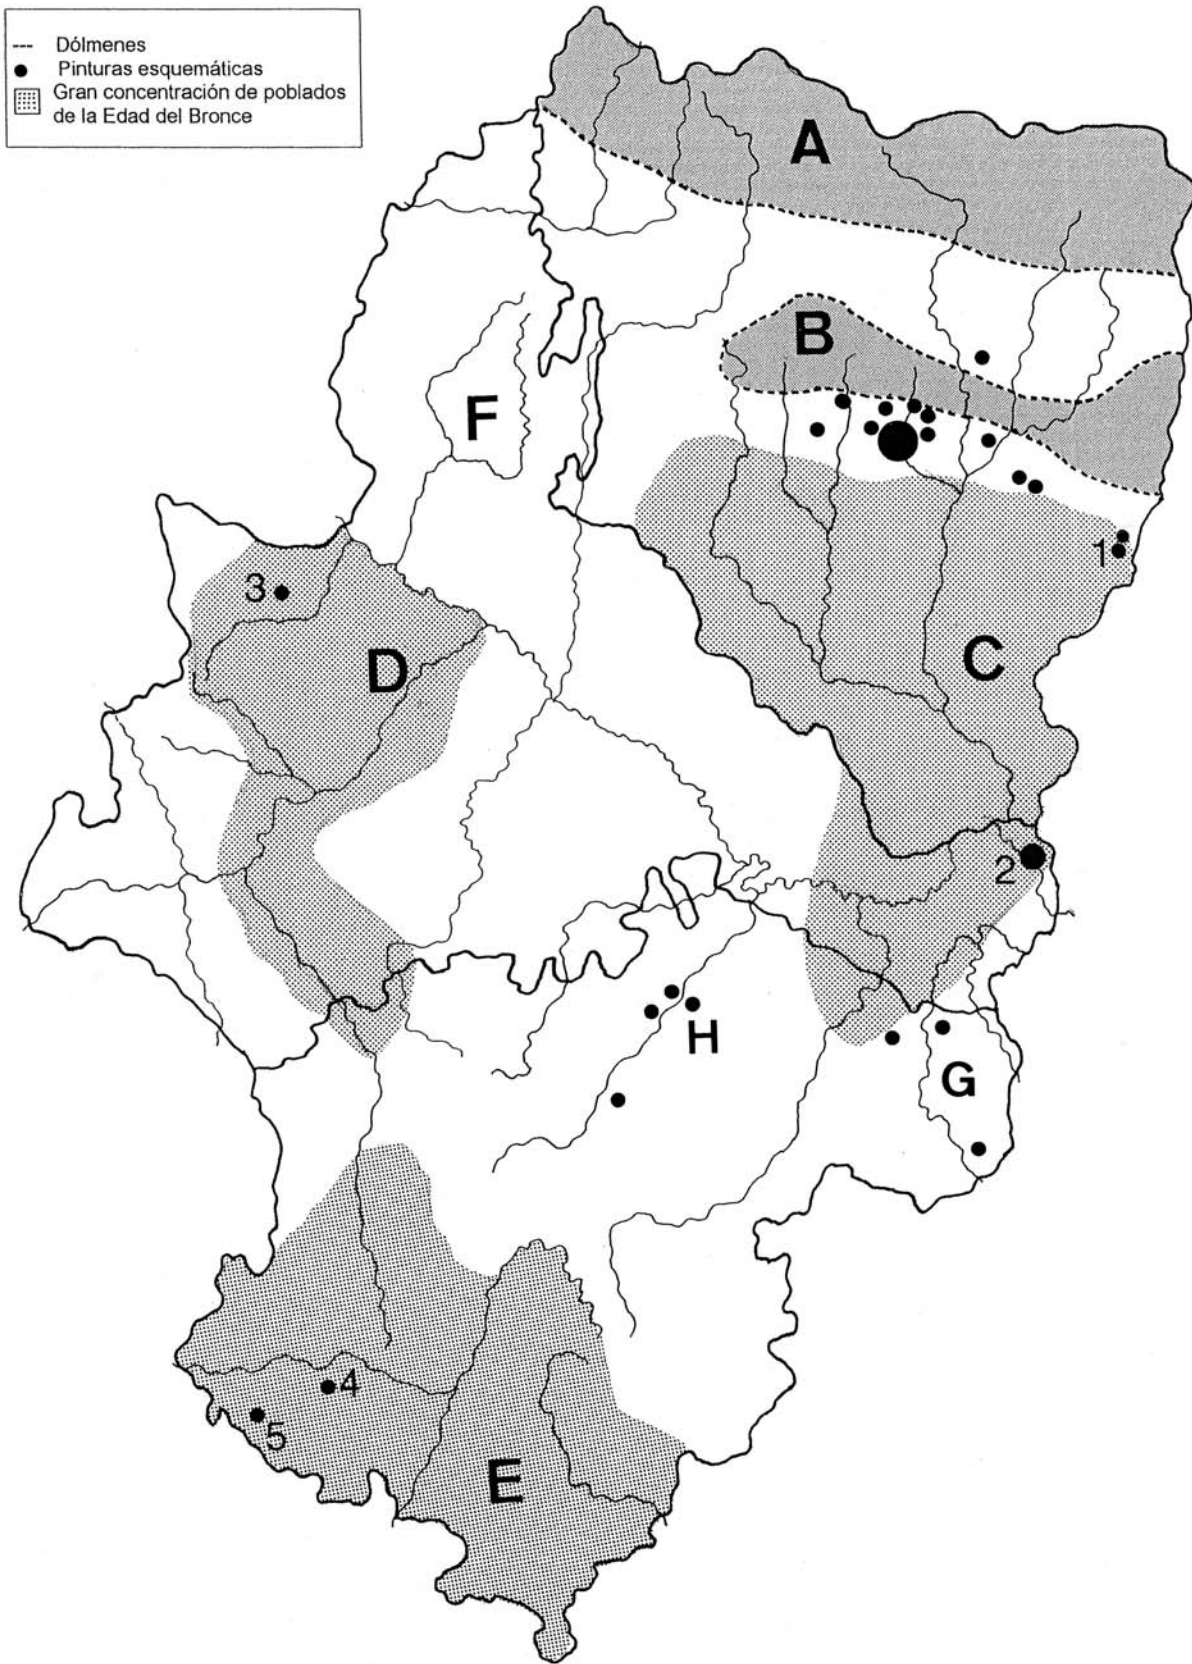 Dólmenes
Pinturas esquemáticas
Gran concentración de poblados
de la Edad del Bronce
A
B
F
1
3
C
D
2
H
G
4
5
E